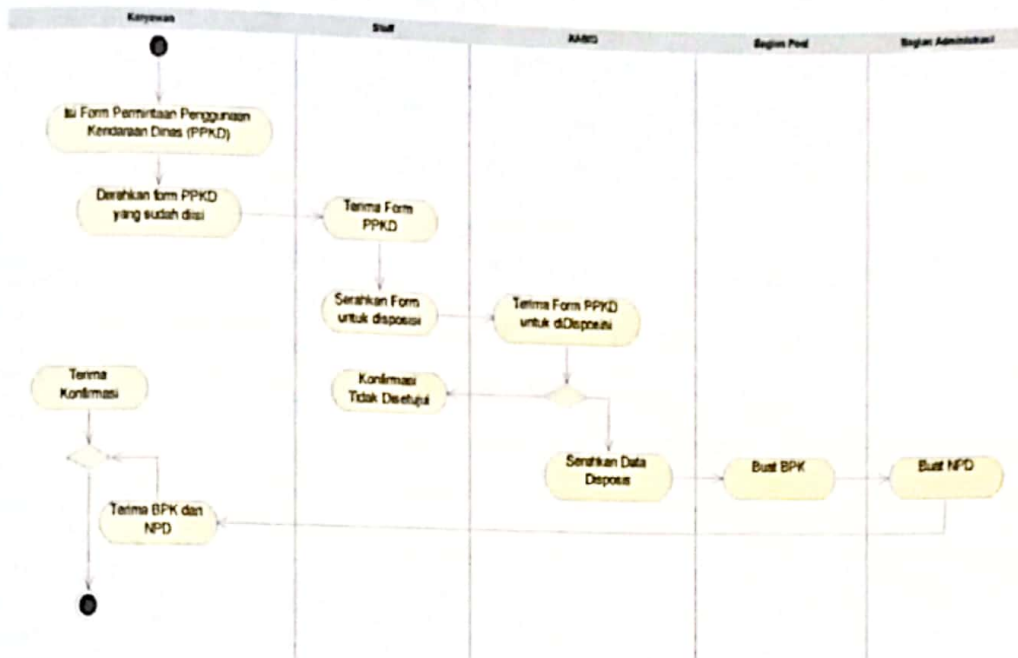 Karyawan
Staff
KABID
Bagian Pool
Bagian Administrasi
Isi Form Permintaan Penggunaan
Kendaraan Dinas (PPKD)
Derahkan form PPKD
yang sudah diisi
Terima Form
PPKD
Serahkan Form
untuk disposisi
Terima Form PPKD
untuk diDisposisi
Terima
Konfirmasi
Konfirmasi
Tidak Disetujui
Serahkan Data
Disposis
Buat BPK
Buat NPD
Terima BPK dan
NPD